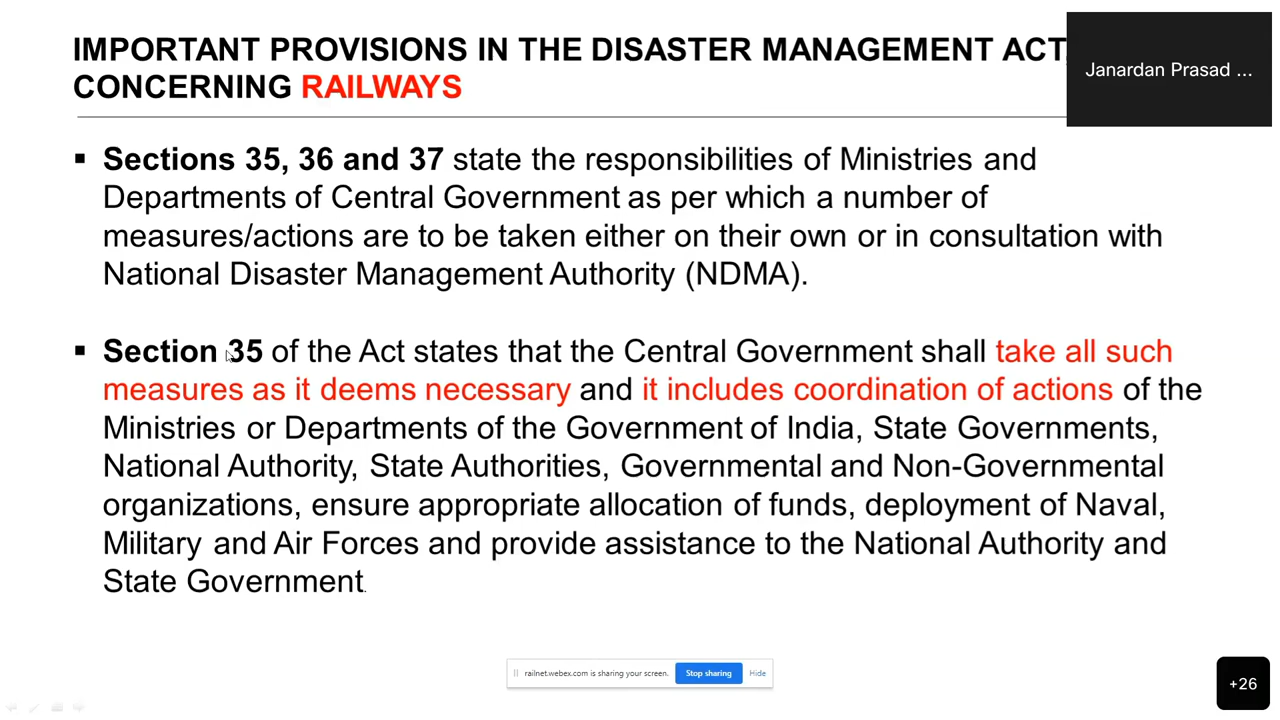 IMPORTANT PROVISIONS IN THE DISASTER MANAGEMENT ACT,
CONCERNING RAILWAYS
Janardan Prasad ...
▪ Sections 35, 36 and 37 state the responsibilities of Ministries and
Departments of Central Government as per which a number of
measures/actions are to be taken either on their own or in consultation with
National Disaster Management Authority (NDMA).
▪ Section 35 of the Act states that the Central Government shall take all such
measures as it deems necessary and it includes coordination of actions of the
Ministries or Departments of the Government of India, State Governments,
National Authority, State Authorities, Governmental and Non-Governmental
organizations, ensure appropriate allocation of funds, deployment of Naval,
Military and Air Forces and provide assistance to the National Authority and
State Government.
railnet.webex.com is sharing your screen. Stop sharing Hide
+26